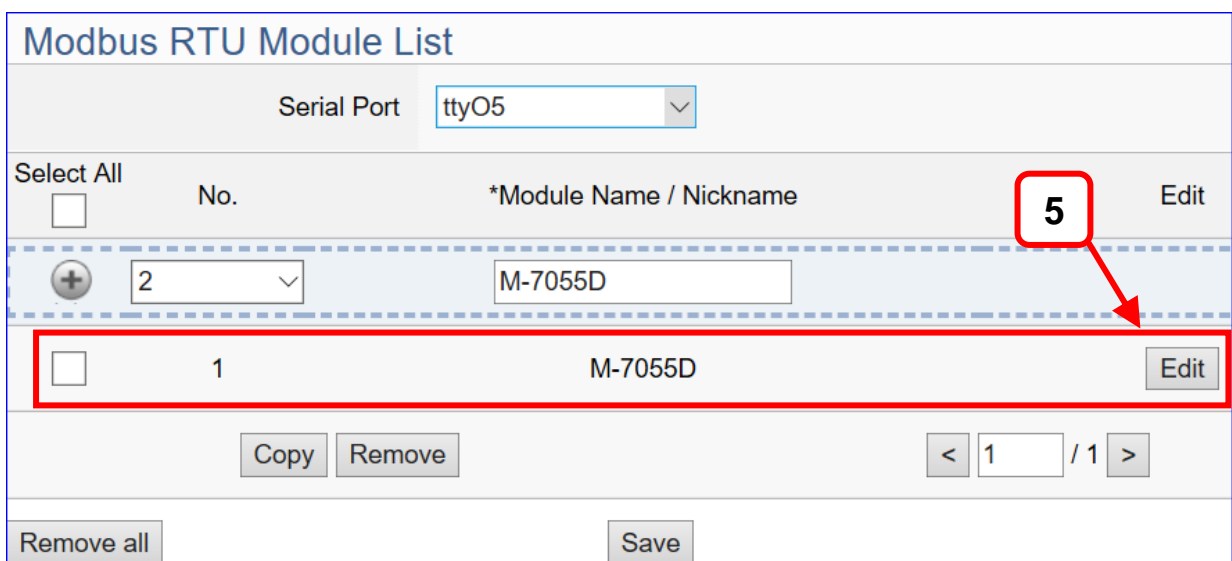 Modbus RTU Module List
Serial Port ttyO5
Select All
No. *Module Name / Nickname Edit
5
2 M-7055D
1 M-7055D Edit
Copy Remove < 1 / 1 >
Remove all Save